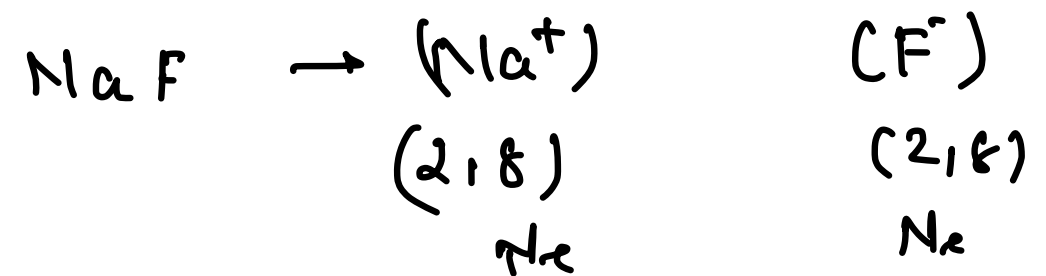 NaF → (Na⁺) (F⁻)
(2,8) (2,8)
Ne Ne